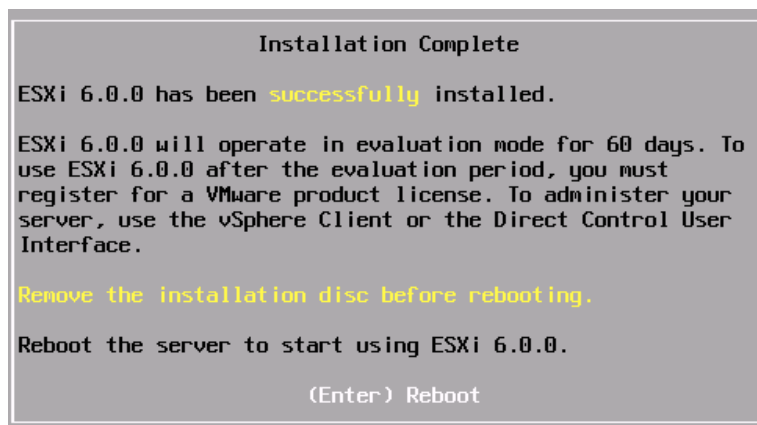 Installation Complete
ESXi 6.0.0 has been successfully installed.
ESXi 6.0.0 will operate in evaluation mode for 60 days. To
use ESXi 6.0.0 after the evaluation period, you must
register for a VMware product license. To administer your
server, use the vSphere Client or the Direct Control User
Interface.
Remove the installation disc before rebooting.
Reboot the server to start using ESXi 6.0.0.
(Enter) Reboot